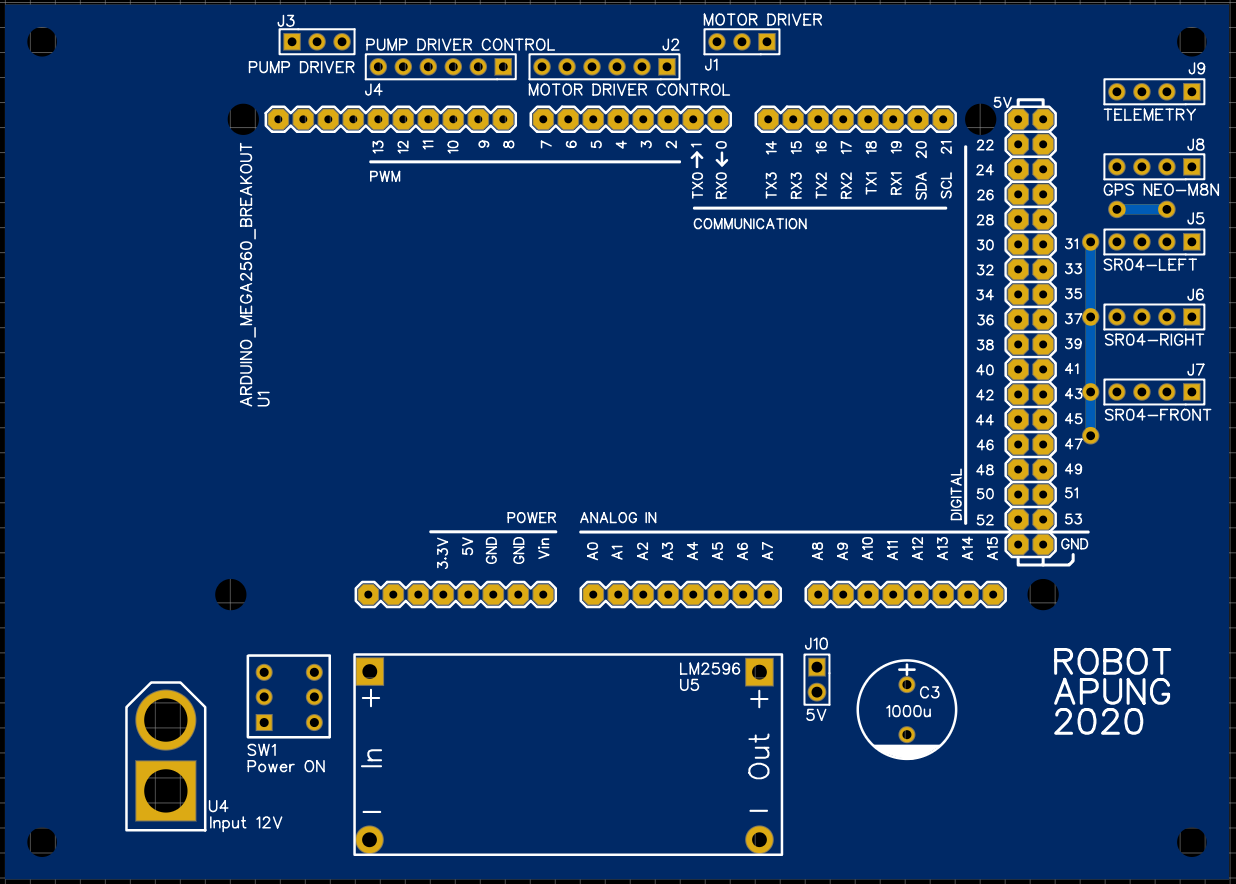 J3
MOTOR DRIVER
PUMP DRIVER CONTROL
J2
PUMP DRIVER
J1
J4
MOTOR DRIVER CONTROL
J9
TELEMETRY
5V
13 12 11 10 9 8
7 6 5 4 3 2
TX0→1
RX0←0
PWM
TX3 14
RX3 15
TX2 16
RX2 17
TX1 18
RX1 19
SDA 20
SCL 21
COMMUNICATION
J8
GPS NEO-M8N
J5
SR04-LEFT
J6
SR04-RIGHT
J7
SR04-FRONT
22
24
26
28
30 31
32 33
34 35
36 37
38 39
40 41
42 43
44 45
46 47
48 49
50 51
52 53
GND
DIGITAL
ARDUINO_MEGA2560_BREAKOUT
U1
POWER
3.3V 5V GND GND Vin
ANALOG IN
A0 A1 A2 A3 A4 A5 A6 A7
A8 A9 A10 A11 A12 A13 A14 A15
SW1
Power ON
U4
Input 12V
+
In
-
LM2596
U5
+
Out
-
J10
5V
+
C3
1000u
ROBOT
APUNG
2020